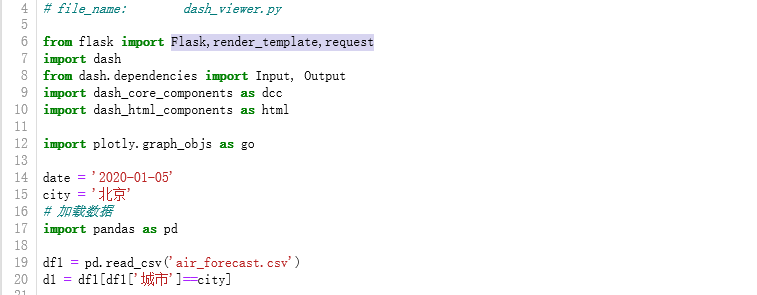 4 # file_name:       dash_viewer.py
5
6 from flask import Flask,render_template,request
7 import dash
8 from dash.dependencies import Input, Output
9 import dash_core_components as dcc
10 import dash_html_components as html
11
12 import plotly.graph_objs as go
13
14 date = '2020-01-05'
15 city = '北京'
16 # 加载数据
17 import pandas as pd
18
19 df1 = pd.read_csv('air_forecast.csv')
20 d1 = df1[df1['城市']==city]